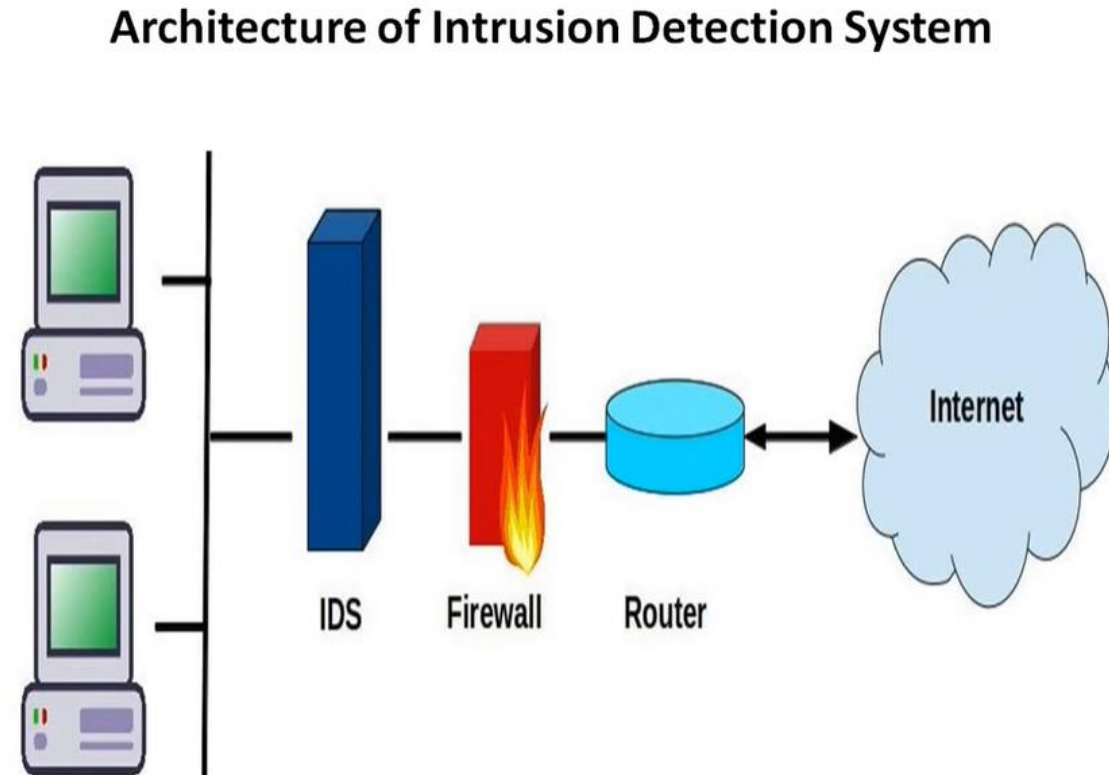 Architecture of Intrusion Detection System
Internet
IDS
Firewall
Router